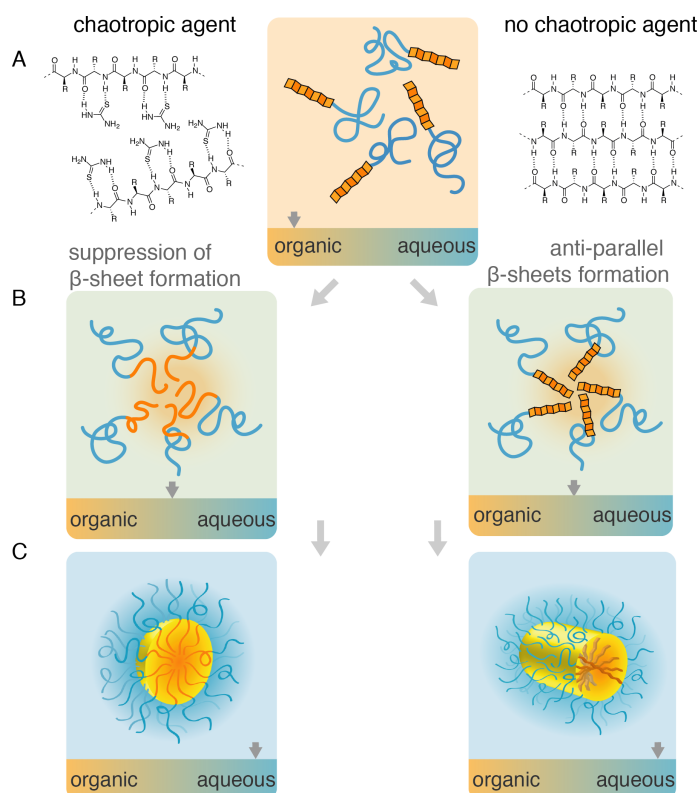 chaotropic agent
no chaotropic agent
A
organic
aqueous
suppression of
β-sheet formation
anti-parallel
β-sheets formation
B
organic
aqueous
organic
aqueous
C
organic
aqueous
organic
aqueous